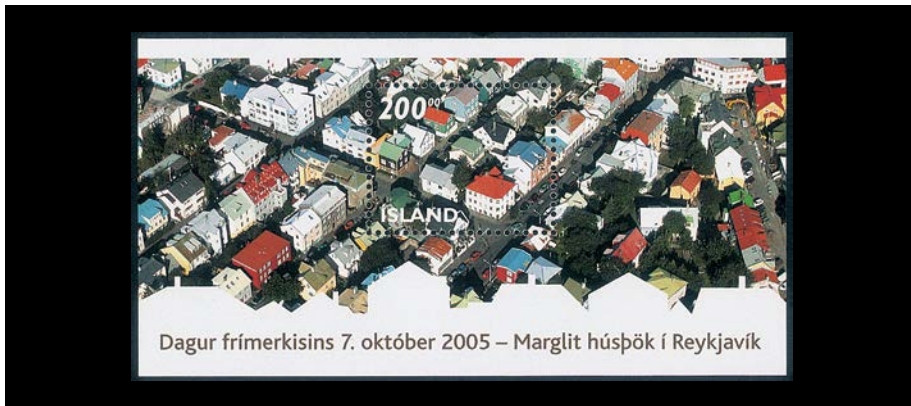 200⁰⁰
ÍSLAND
Dagur frímerkisins 7. október 2005 – Marglit húsþök í Reykjavík